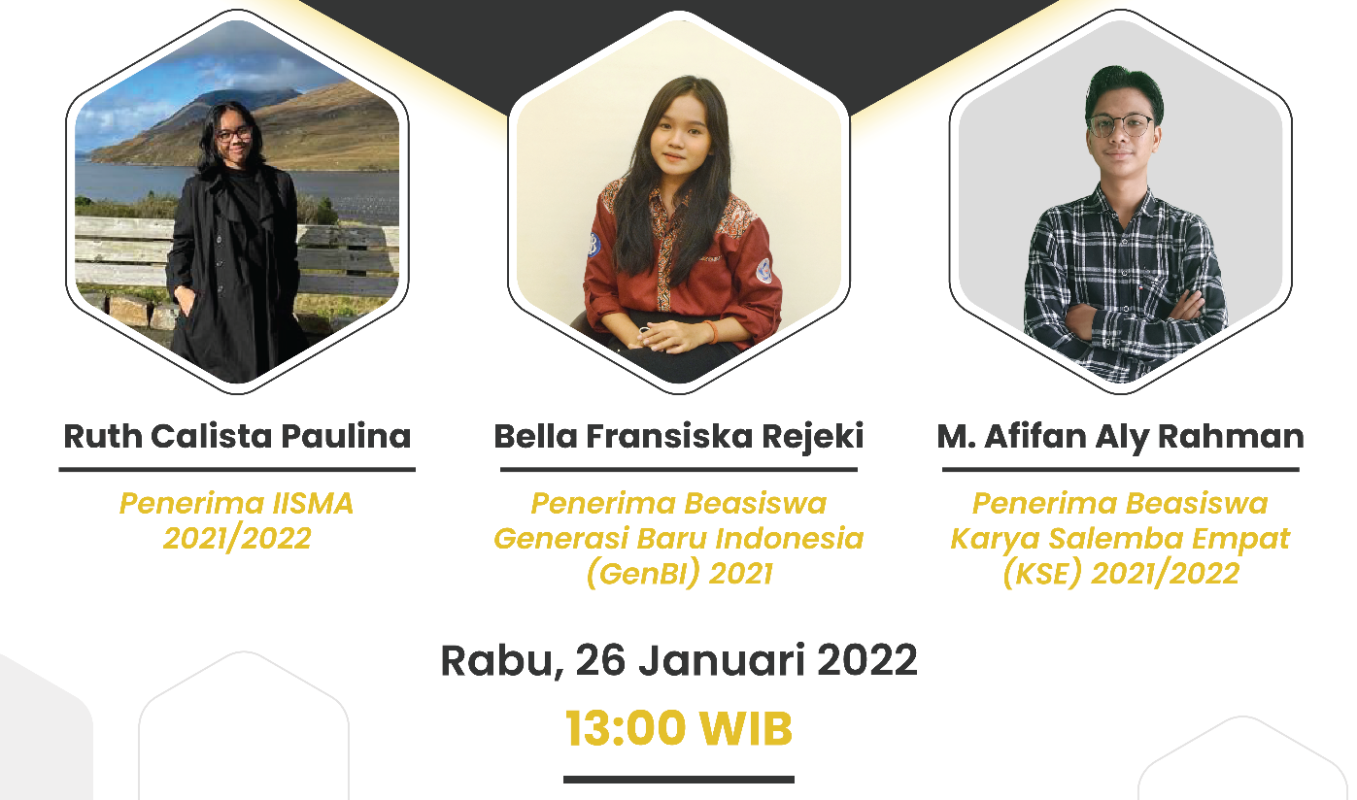 Ruth Calista Paulina
Penerima IISMA
2021/2022
Bella Fransiska Rejeki
Penerima Beasiswa
Generasi Baru Indonesia
(GenBI) 2021
M. Afifan Aly Rahman
Penerima Beasiswa
Karya Salemba Empat
(KSE) 2021/2022
Rabu, 26 Januari 2022
13:00 WIB